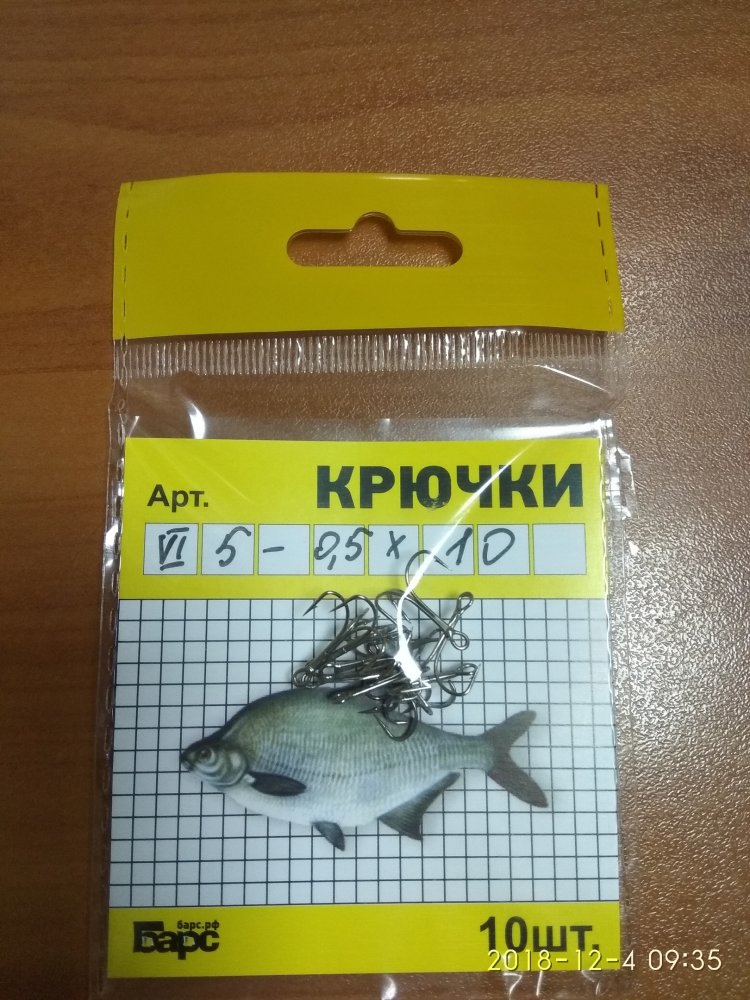 КРЮЧКИ
Арт.
VI 5 - 0,5 x 10
барс.рф
Барс
10шт.
2018-12-4 09:35